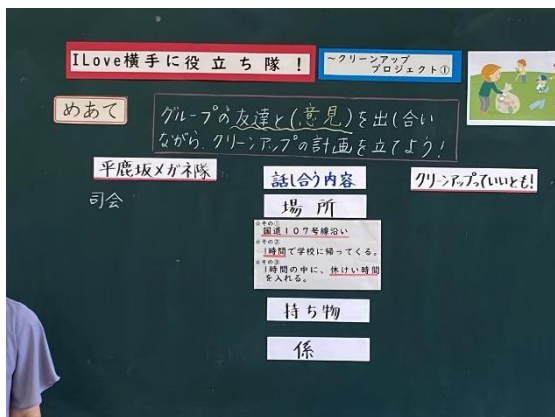 ILove横手に役立ち隊！
～クリーンアップ
プロジェクト①
めあて
グループの友達と(意見)を出し合い
ながら、クリーンアップの計画を立てよう！
平鹿坂メガネ隊
話し合う内容
クリーンアップっていいとも!
司会
場所
☆その①
国道１０７号線沿い
☆その②
1時間で学校に帰ってくる。
☆その③
1時間の中に、休けい時間
を入れる。
持ち物
係